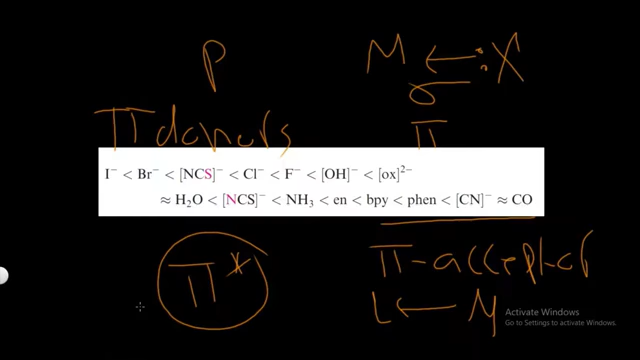 P M ← :X
σ
π donors π
I⁻ < Br⁻ < [NCS]⁻ < Cl⁻ < F⁻ < [OH]⁻ < [ox]²⁻
≈ H₂O < [NCS]⁻ < NH₃ < en < bpy < phen < [CN]⁻ ≈ CO
π* π-acceptor
L ← M
Activate Windows
Go to Settings to activate Windows.